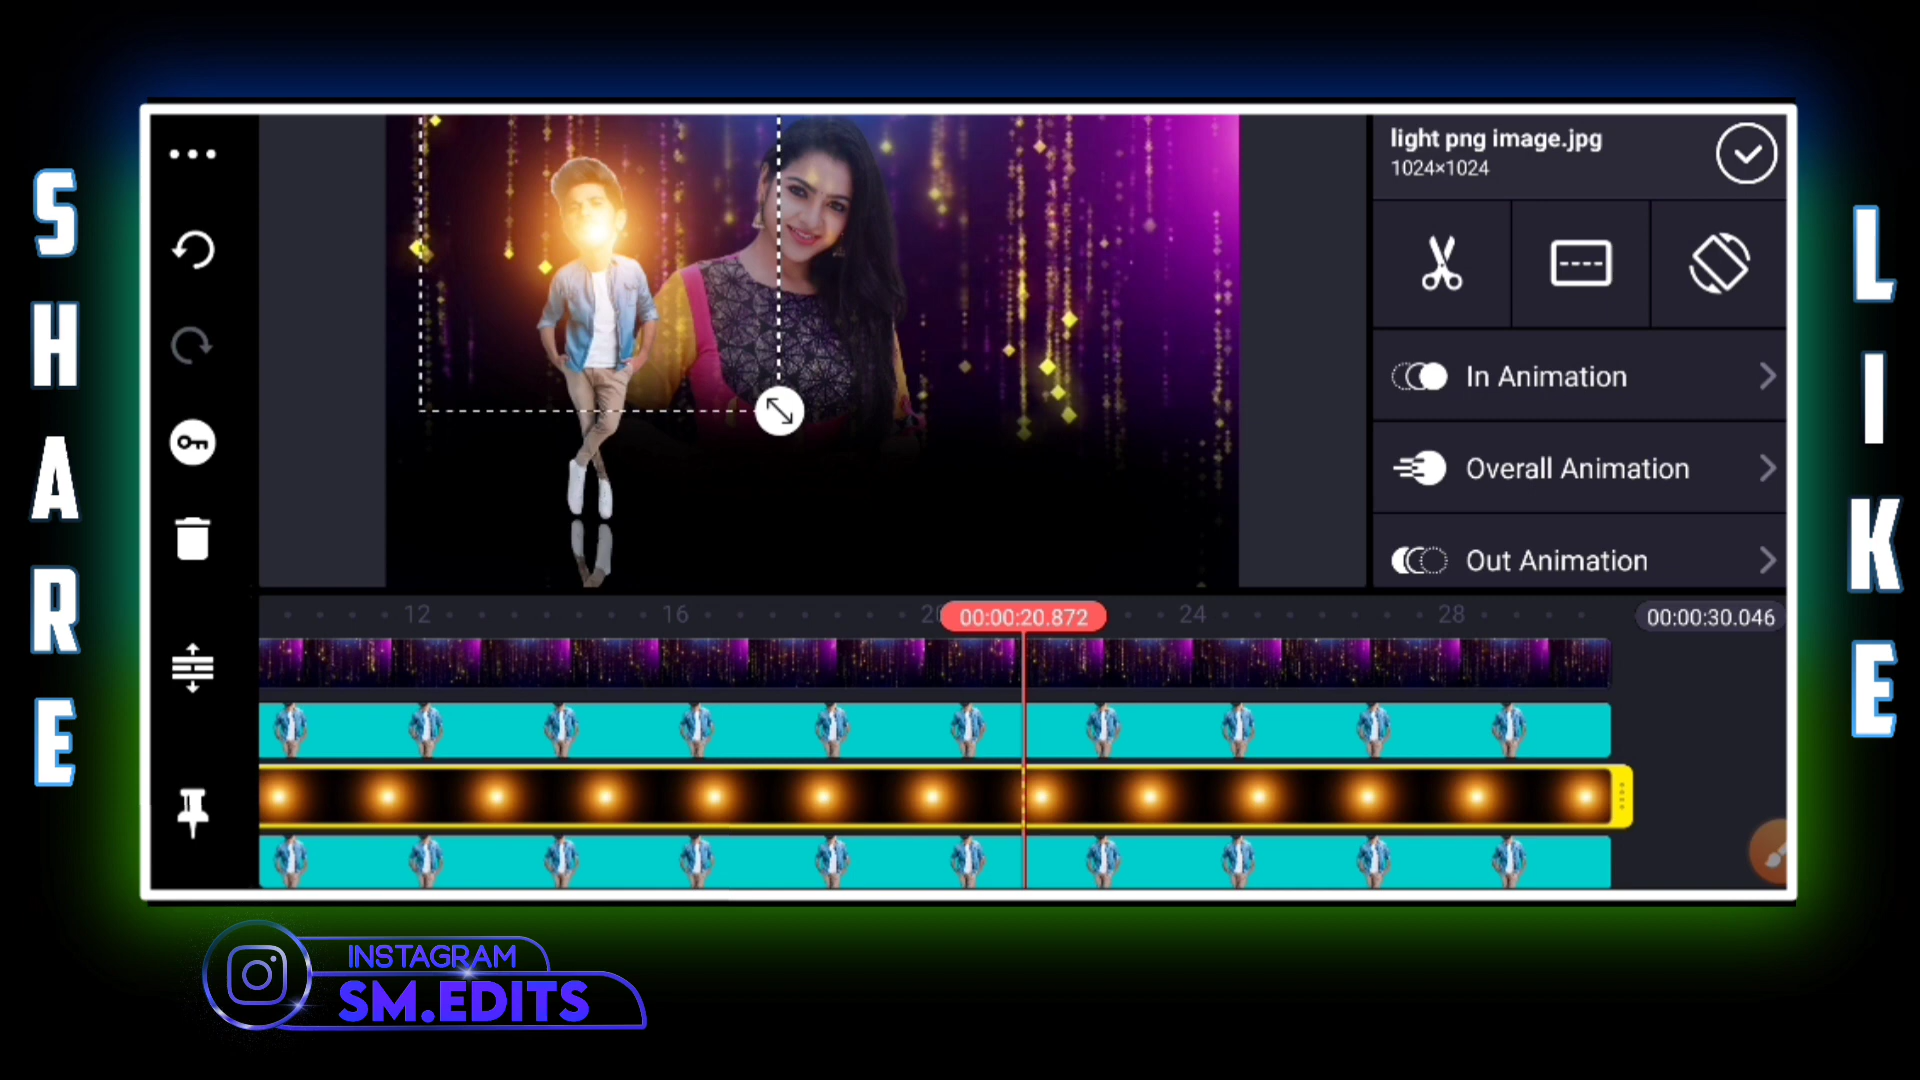 SHARE
light png image.jpg
1024×1024
In Animation
Overall Animation
Out Animation
12
16
20
00:00:20.872
24
28
00:00:30.046
LIKE
INSTAGRAM
SM.EDITS